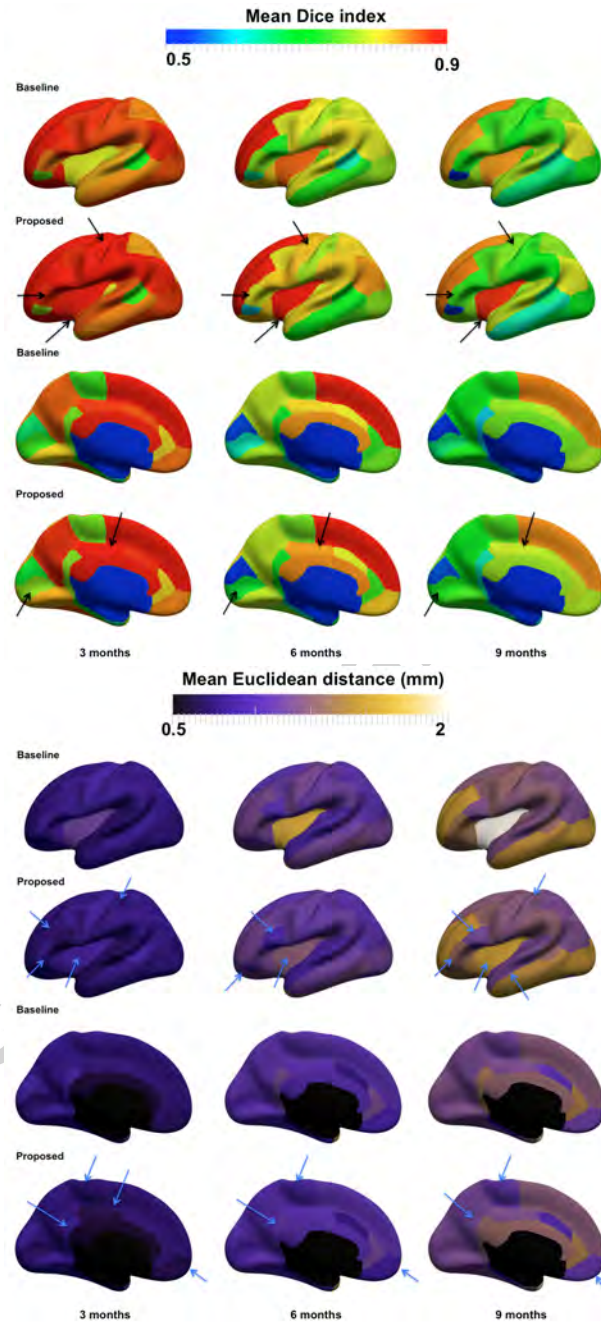 Mean Dice index
0.5 0.9
Baseline
Proposed
Baseline
Proposed
3 months 6 months 9 months
Mean Euclidean distance (mm)
0.5 2
Baseline
Proposed
Baseline
Proposed
3 months 6 months 9 months